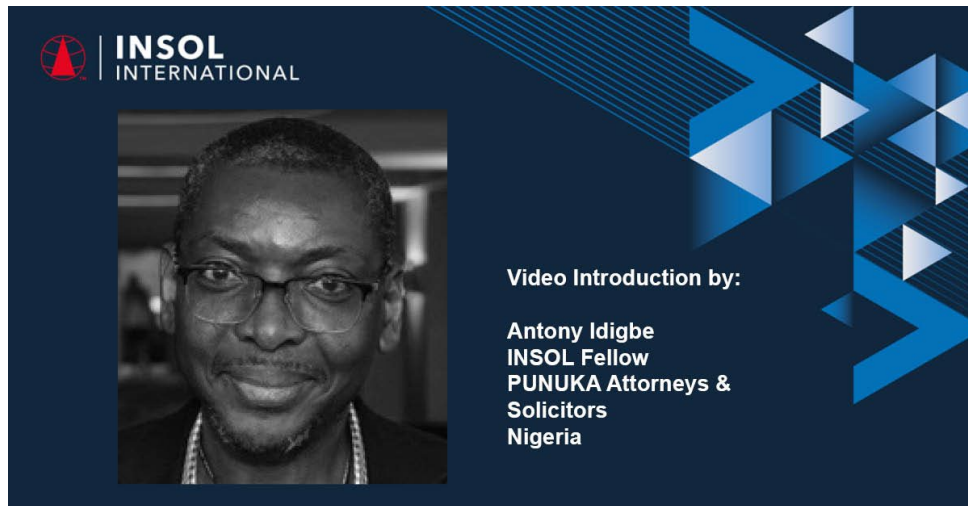 INSOL
INTERNATIONAL
Video Introduction by:
Antony Idigbe
INSOL Fellow
PUNUKA Attorneys &
Solicitors
Nigeria